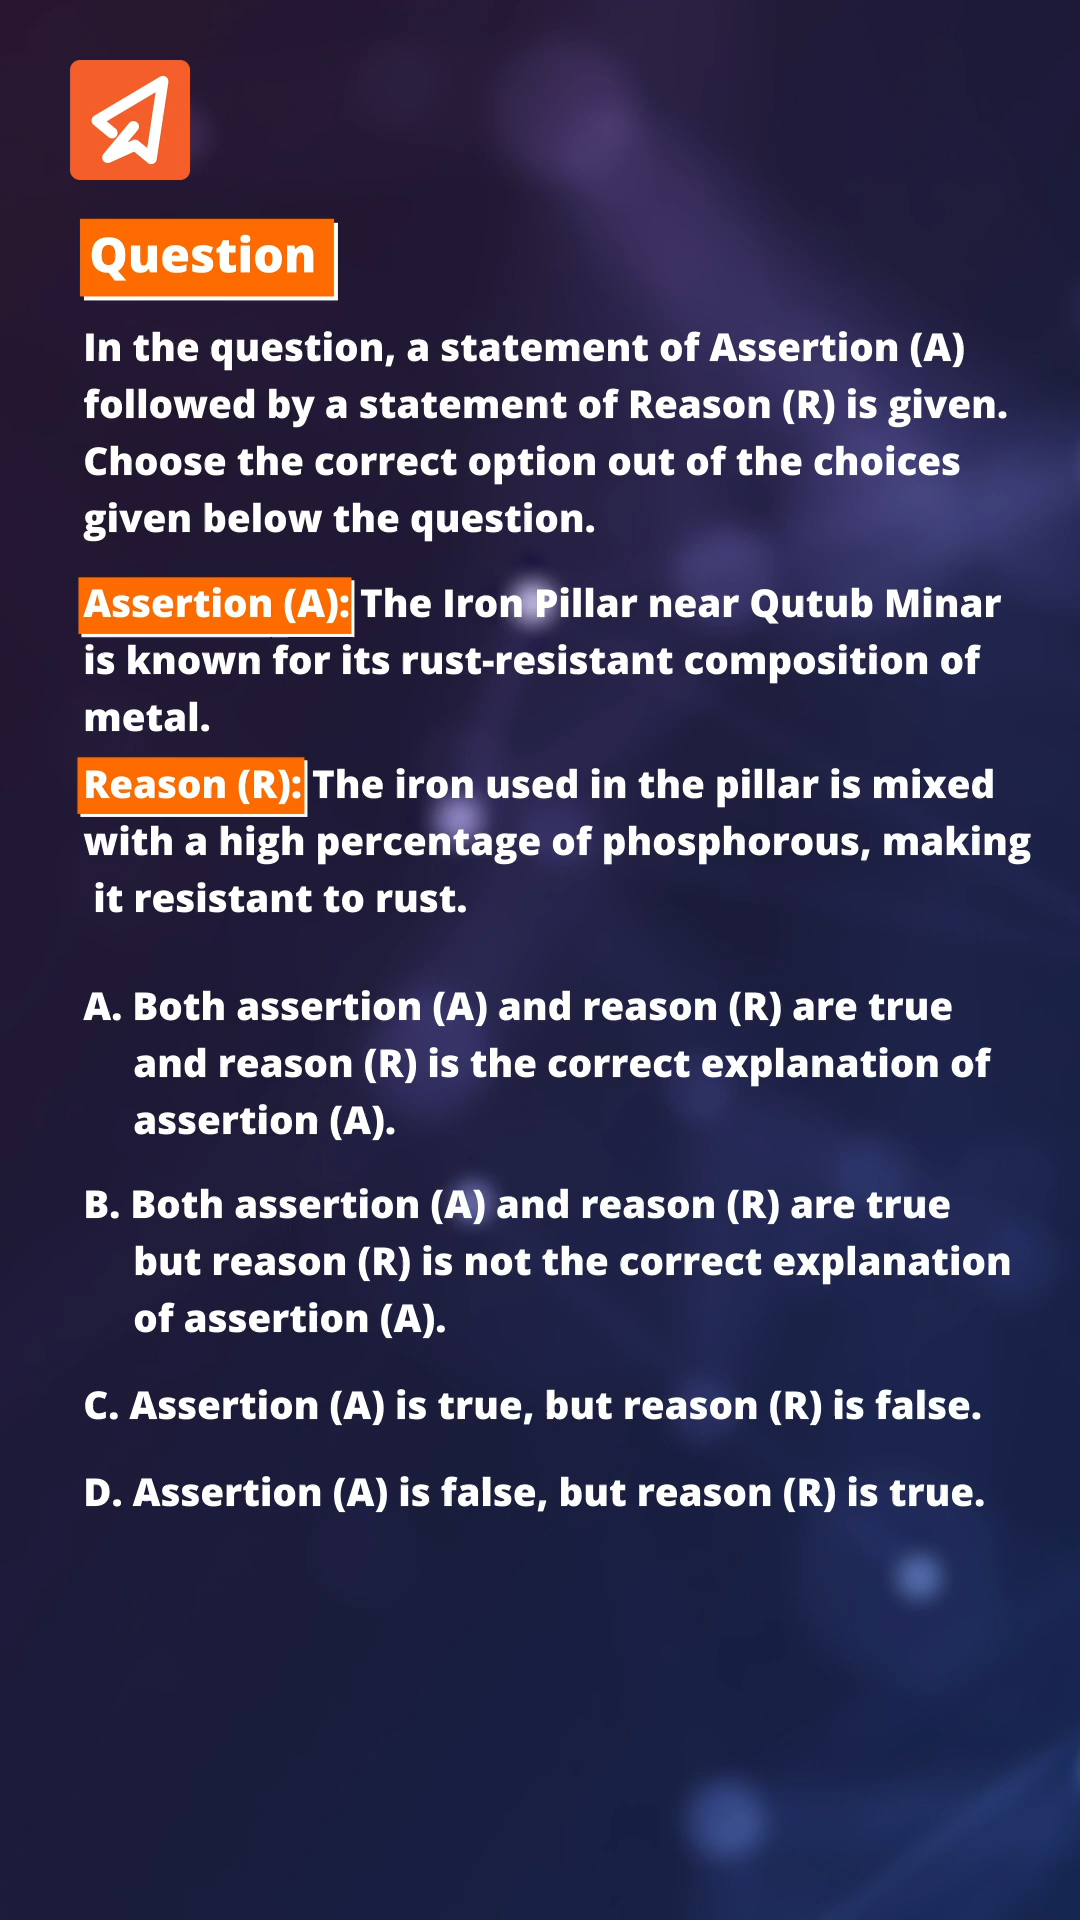 Question
In the question, a statement of Assertion (A)
followed by a statement of Reason (R) is given.
Choose the correct option out of the choices
given below the question.
Assertion (A): The Iron Pillar near Qutub Minar
is known for its rust-resistant composition of
metal.
Reason (R): The iron used in the pillar is mixed
with a high percentage of phosphorous, making
it resistant to rust.
A. Both assertion (A) and reason (R) are true
and reason (R) is the correct explanation of
assertion (A).
B. Both assertion (A) and reason (R) are true
but reason (R) is not the correct explanation
of assertion (A).
C. Assertion (A) is true, but reason (R) is false.
D. Assertion (A) is false, but reason (R) is true.